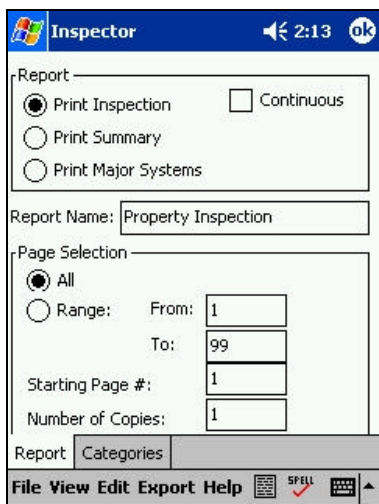 Inspector 2:13 ok
Report
Print Inspection Continuous
Print Summary
Print Major Systems
Report Name: Property Inspection
Page Selection
All
Range: From: 1
To: 99
Starting Page #: 1
Number of Copies: 1
Report Categories
File View Edit Export Help SPELL